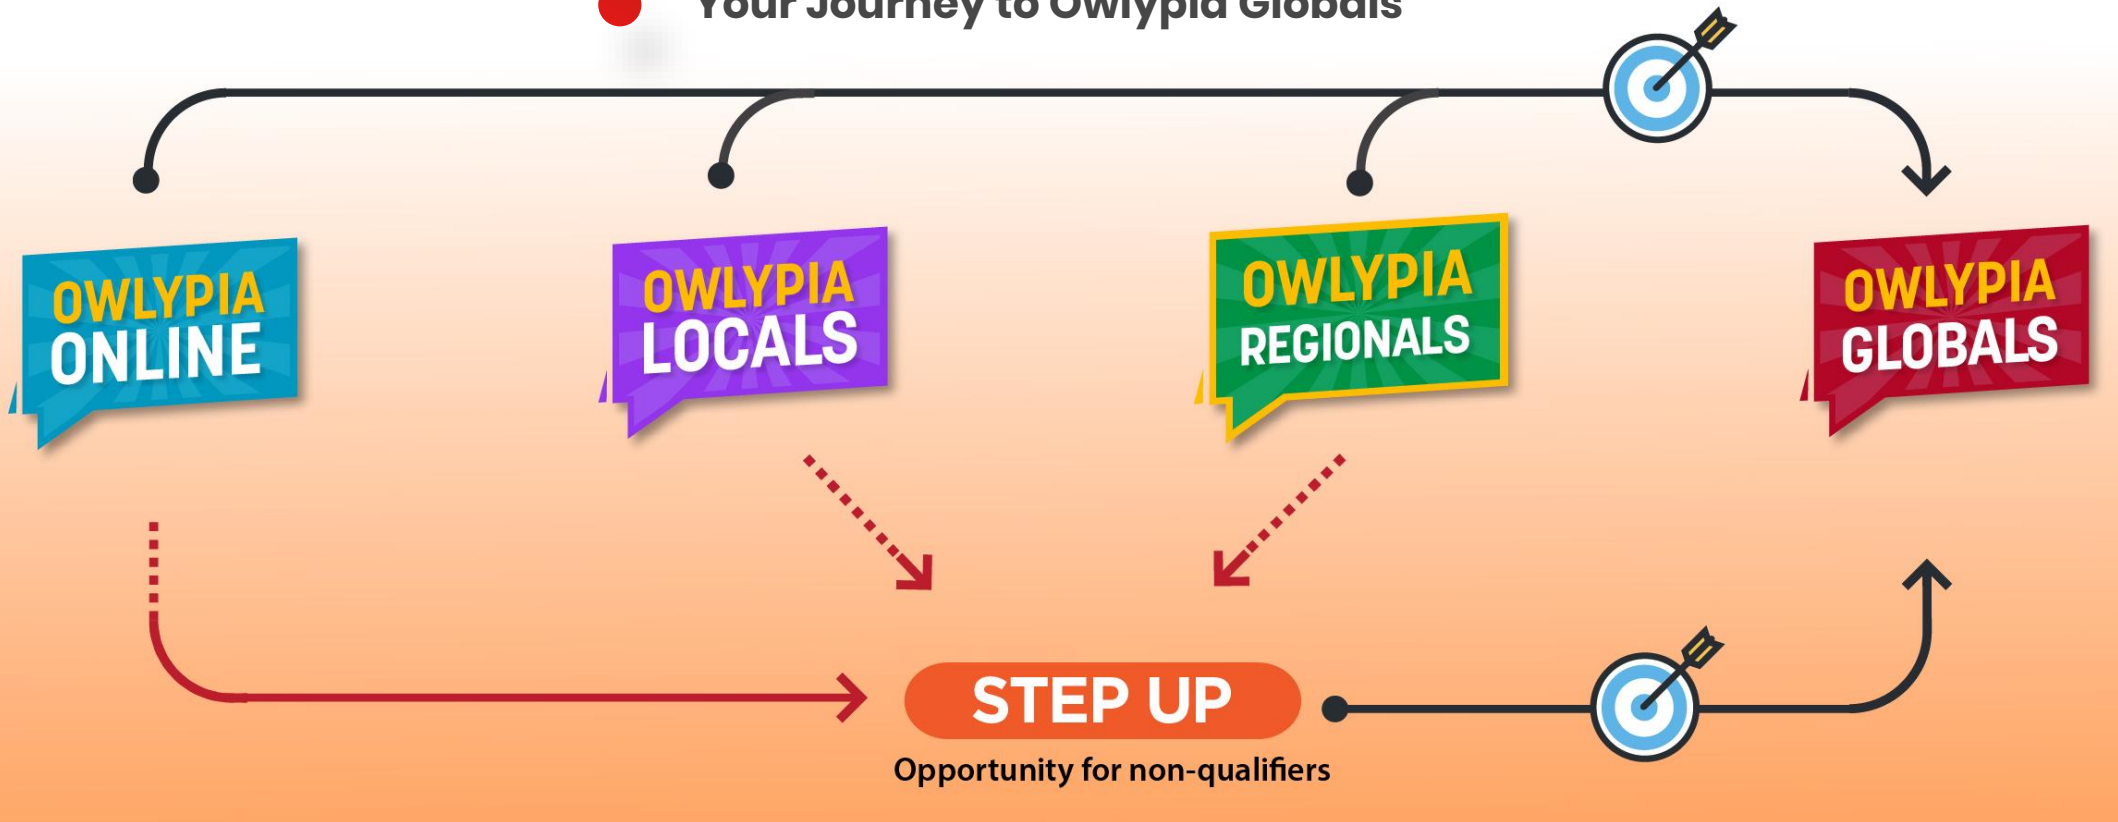 Your Journey to Owlypia Globals
OWLYPIA
ONLINE
OWLYPIA
LOCALS
OWLYPIA
REGIONALS
OWLYPIA
GLOBALS
STEP UP
Opportunity for non-qualifiers